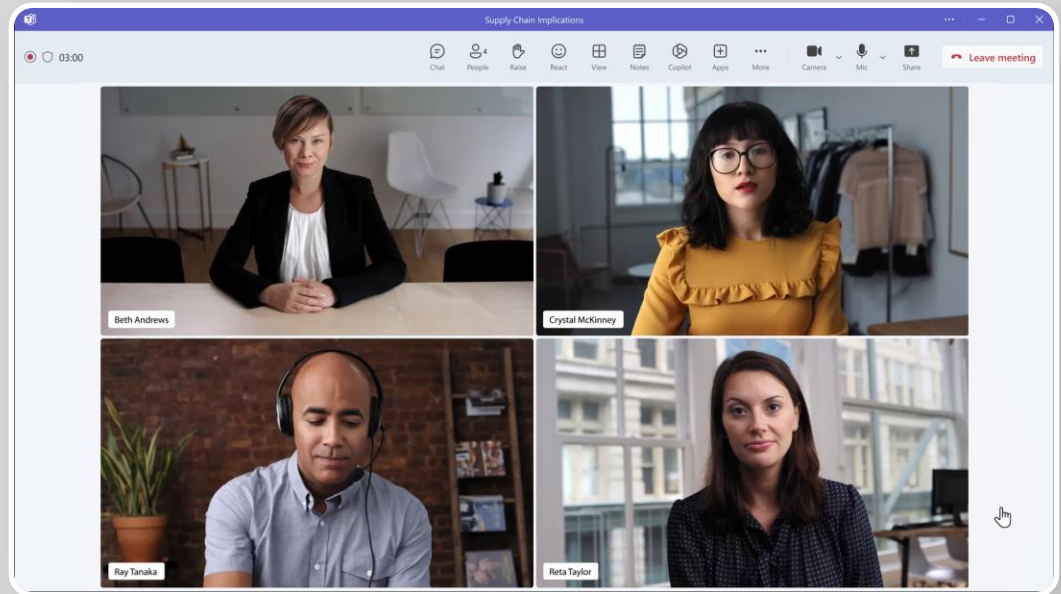 Supply Chain Implications
03:00
Chat
People 4
Raise
React
View
Notes
Copilot
Apps
More
Camera
Mic
Share
Leave meeting
Beth Andrews
Crystal McKinney
Ray Tanaka
Reta Taylor